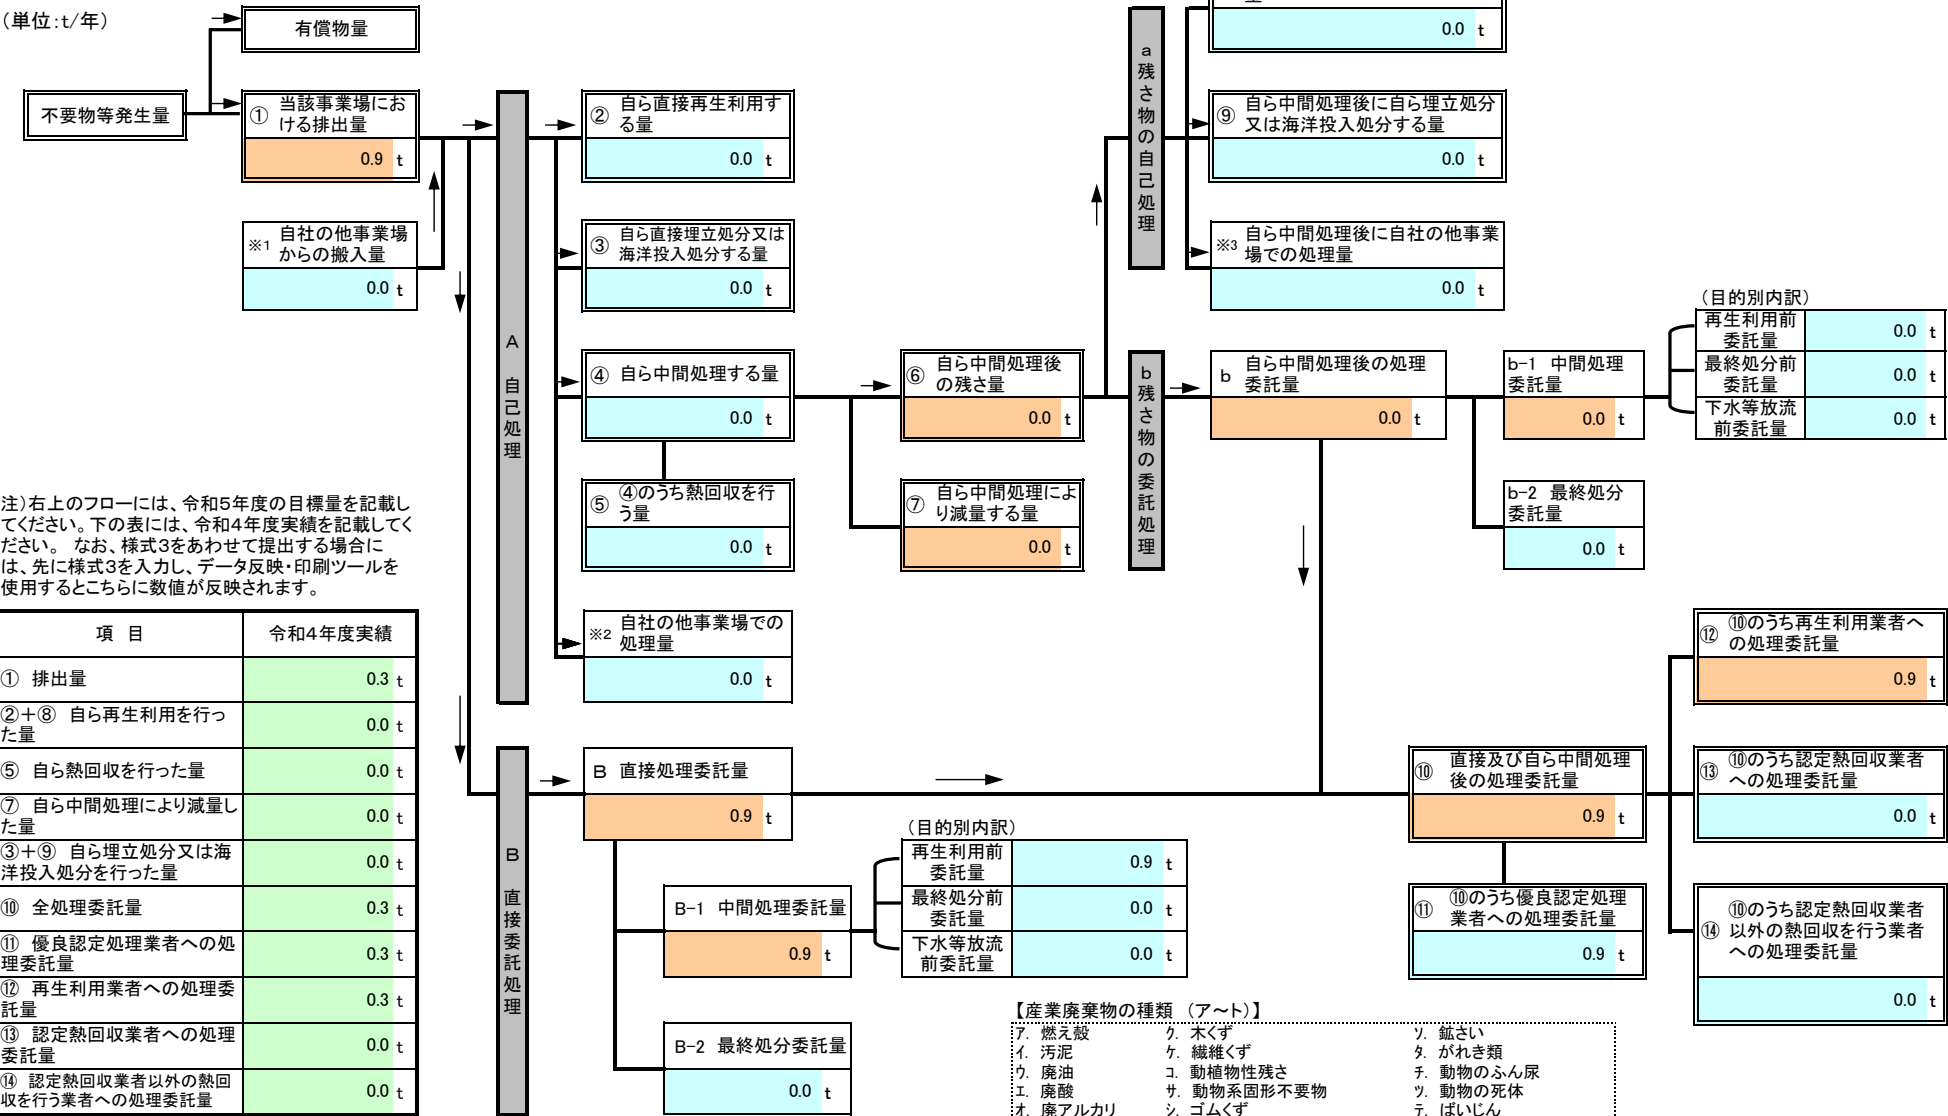 (単位:t/年)
有償物量
不要物等発生量
① 当該事業場にお
ける排出量
0.9 t
※1 自社の他事業場
からの搬入量
0.0 t
A 自己処理
② 自ら直接再生利用す
る量
0.0 t
③ 自ら直接埋立処分又は
海洋投入処分する量
0.0 t
④ 自ら中間処理する量
0.0 t
⑤ ④のうち熱回収を行
う量
0.0 t
※2 自社の他事業場での
処理量
0.0 t
⑥ 自ら中間処理後
の残さ量
0.0 t
⑦ 自ら中間処理によ
り減量する量
0.0 t
a 残さ物の自己処理
0.0 t
⑨ 自ら中間処理後に自ら埋立処分
又は海洋投入処分する量
0.0 t
※3 自ら中間処理後に自社の他事業
場での処理量
0.0 t
b 残さ物の委託処理
b 自ら中間処理後の処理
委託量
0.0 t
b-1 中間処理
委託量
0.0 t
(目的別内訳)
再生利用前
委託量
0.0 t
最終処分前
委託量
0.0 t
下水等放流
前委託量
0.0 t
b-2 最終処分
委託量
0.0 t
注)右上のフローには、令和5年度の目標量を記載し
てください。下の表には、令和4年度実績を記載してく
ださい。 なお、様式3をあわせて提出する場合に
は、先に様式3を入力し、データ反映・印刷ツールを
使用するとこちらに数値が反映されます。
項 目 令和4年度実績
① 排出量 0.3 t
②+⑧ 自ら再生利用を行っ
た量 0.0 t
⑤ 自ら熱回収を行った量 0.0 t
⑦ 自ら中間処理により減量し
た量 0.0 t
③+⑨ 自ら埋立処分又は海
洋投入処分を行った量 0.0 t
⑩ 全処理委託量 0.3 t
⑪ 優良認定処理業者への処
理委託量 0.3 t
⑫ 再生利用業者への処理委
託量 0.3 t
⑬ 認定熱回収業者への処理
委託量 0.0 t
⑭ 認定熱回収業者以外の熱回
収を行う業者への処理委託量 0.0 t
B 直接委託処理
B 直接処理委託量
0.9 t
B-1 中間処理委託量
0.9 t
(目的別内訳)
再生利用前
委託量
0.9 t
最終処分前
委託量
0.0 t
下水等放流
前委託量
0.0 t
B-2 最終処分委託量
0.0 t
⑩ 直接及び自ら中間処理
後の処理委託量
0.9 t
⑪ ⑩のうち優良認定処理
業者への処理委託量
0.9 t
⑫ ⑩のうち再生利用業者へ
の処理委託量
0.9 t
⑬ ⑩のうち認定熱回収業者
への処理委託量
0.0 t
⑭ ⑩のうち認定熱回収業者
以外の熱回収を行う業者
への処理委託量
0.0 t
【産業廃棄物の種類 (ア~ト)】
ア. 燃え殻 ク. 木くず ソ. 鉱さい
イ. 汚泥 ケ. 繊維くず タ. がれき類
ウ. 廃油 コ. 動植物性残さ チ. 動物のふん尿
エ. 廃酸 サ. 動物系固形不要物 ツ. 動物の死体
オ. 廃アルカリ シ. ゴムくず テ. ばいじん